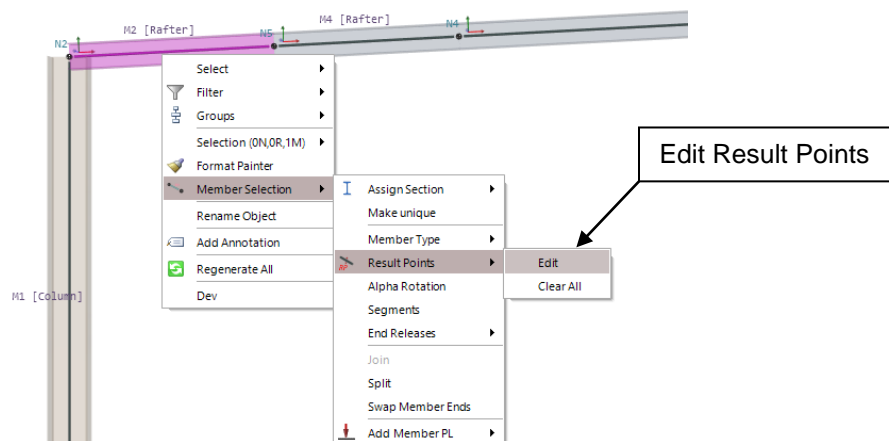 M4 [Rafter]
M2 [Rafter]
N2
N5
N4
Select
Filter
Groups
Selection (0N,0R,1M)
Format Painter
Member Selection
Rename Object
Add Annotation
Regenerate All
Dev
M1 [Column]
Assign Section
Make unique
Member Type
RP
Result Points
Alpha Rotation
Segments
End Releases
Join
Split
Swap Member Ends
Add Member PL
Edit
Clear All
Edit Result Points